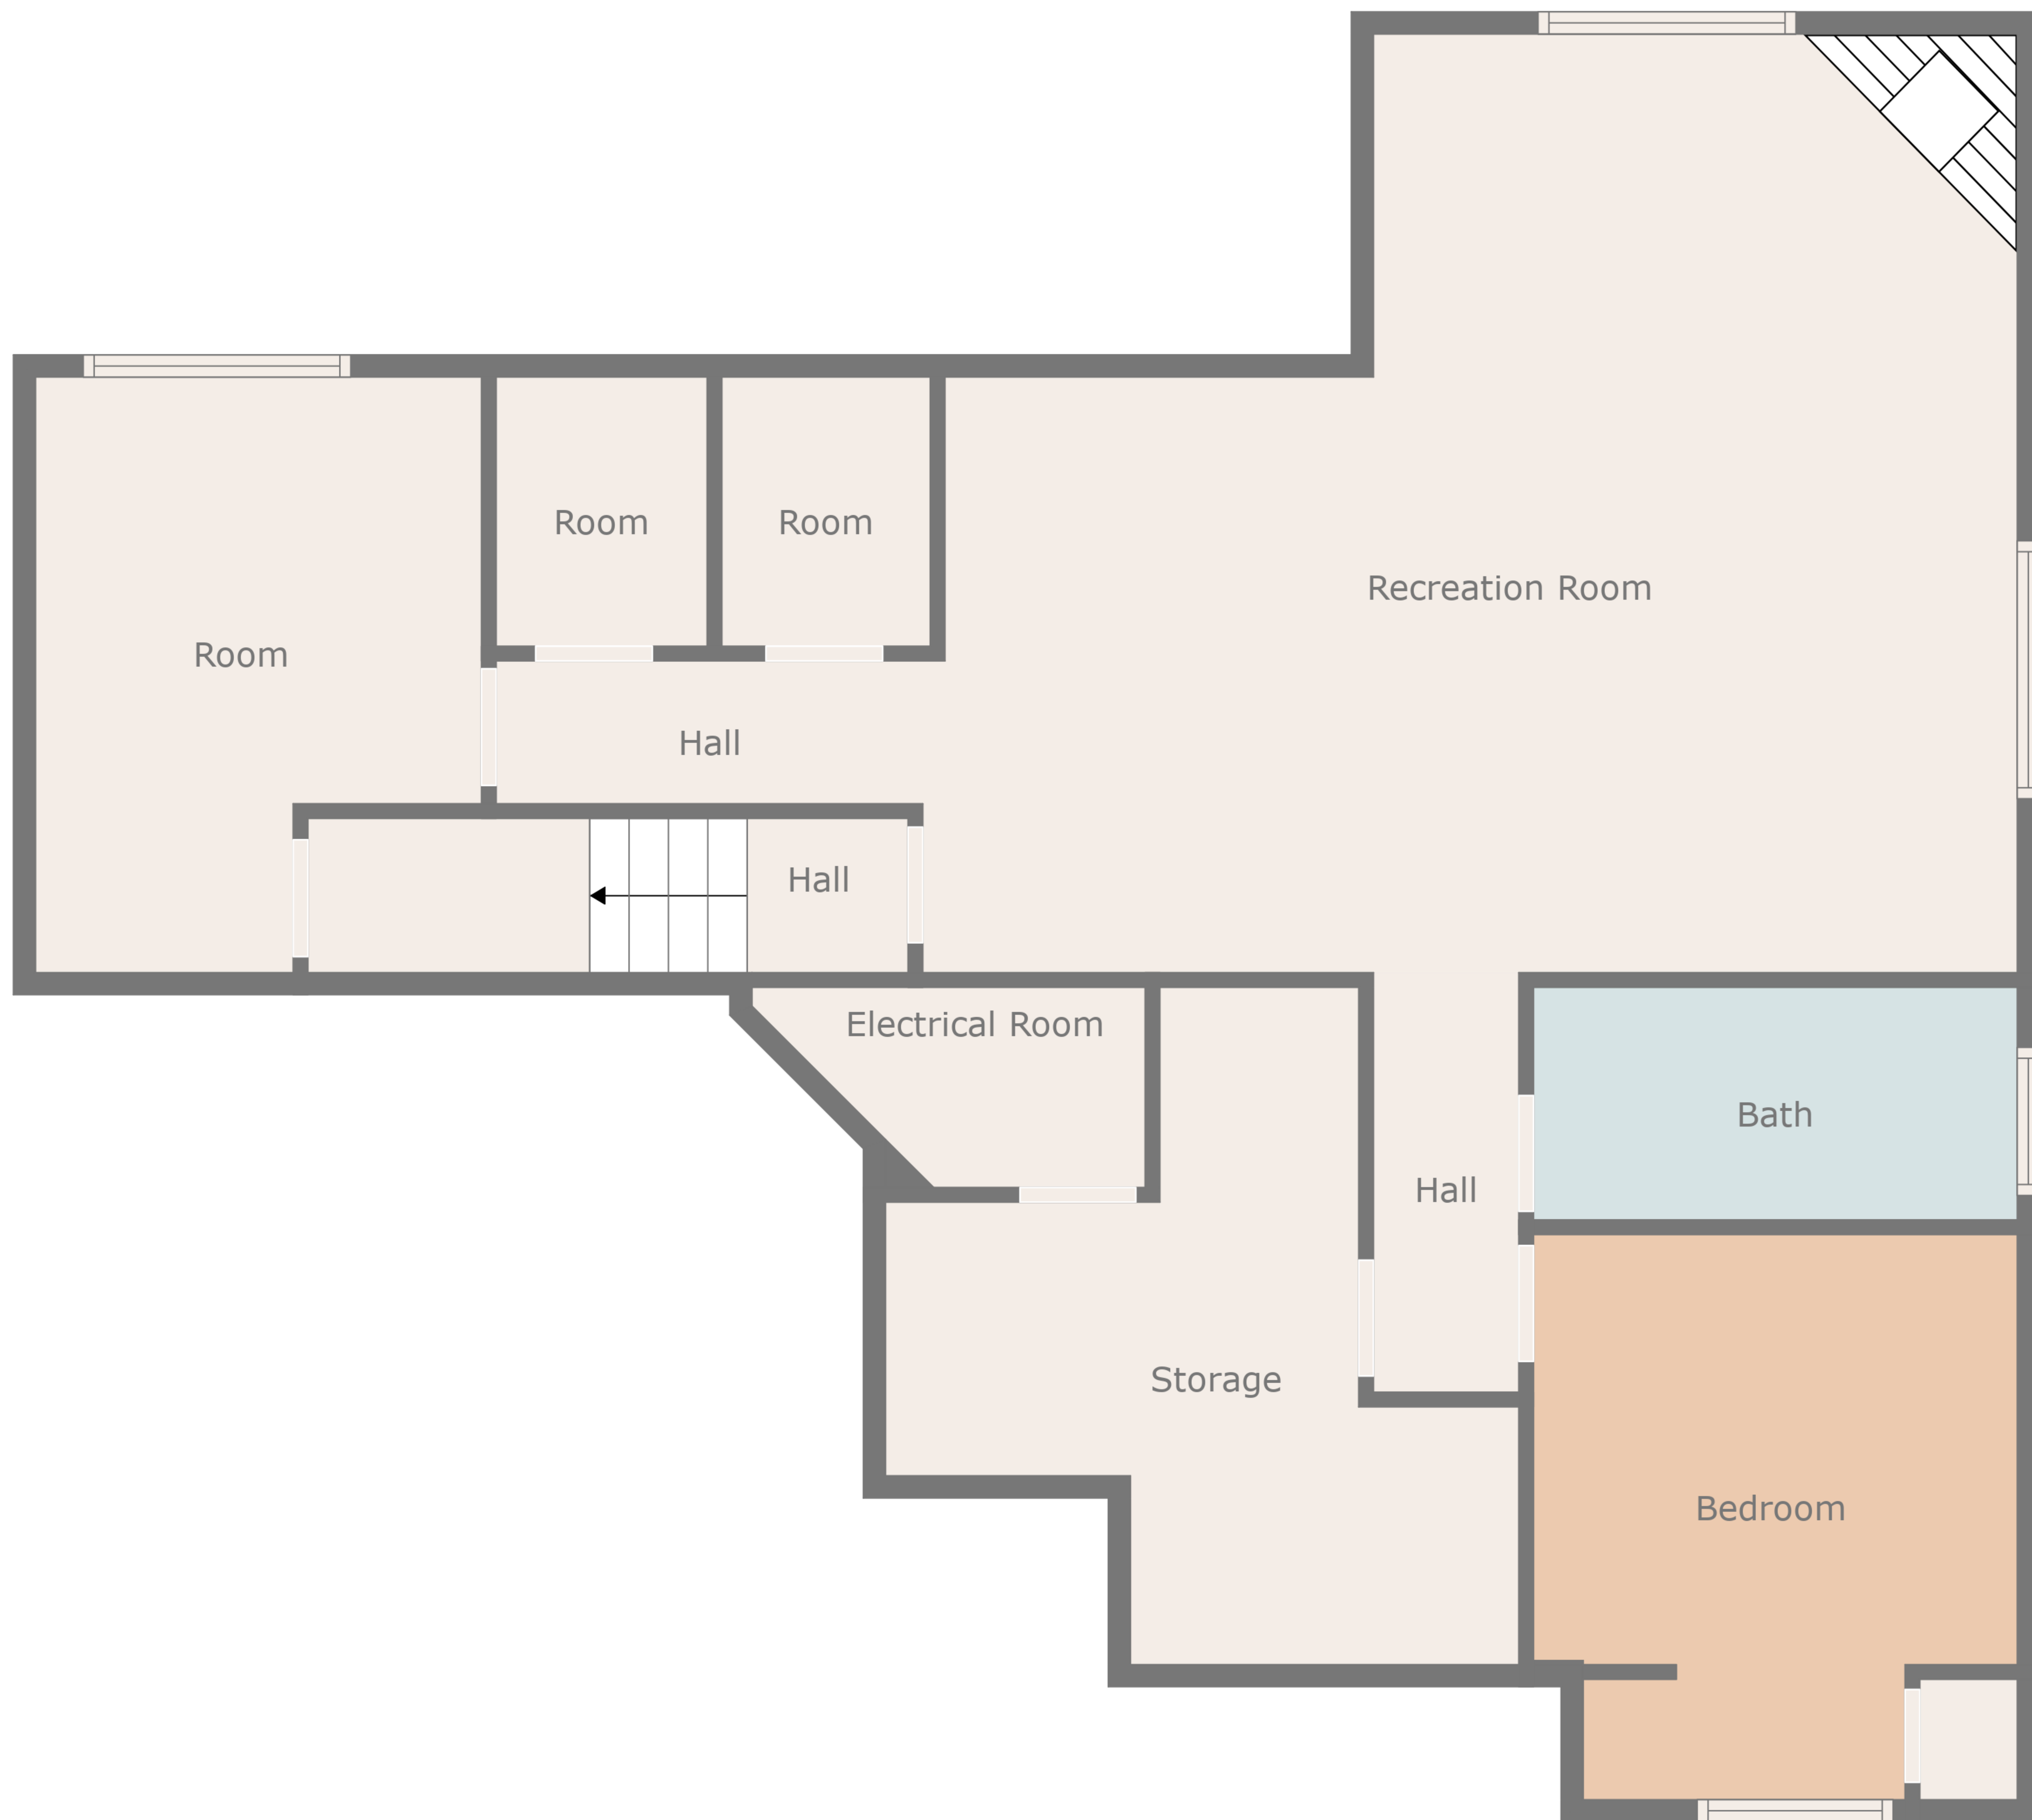 Room
Room
Recreation Room
Room
Hall
Hall
Electrical Room
Bath
Hall
Storage
Bedroom